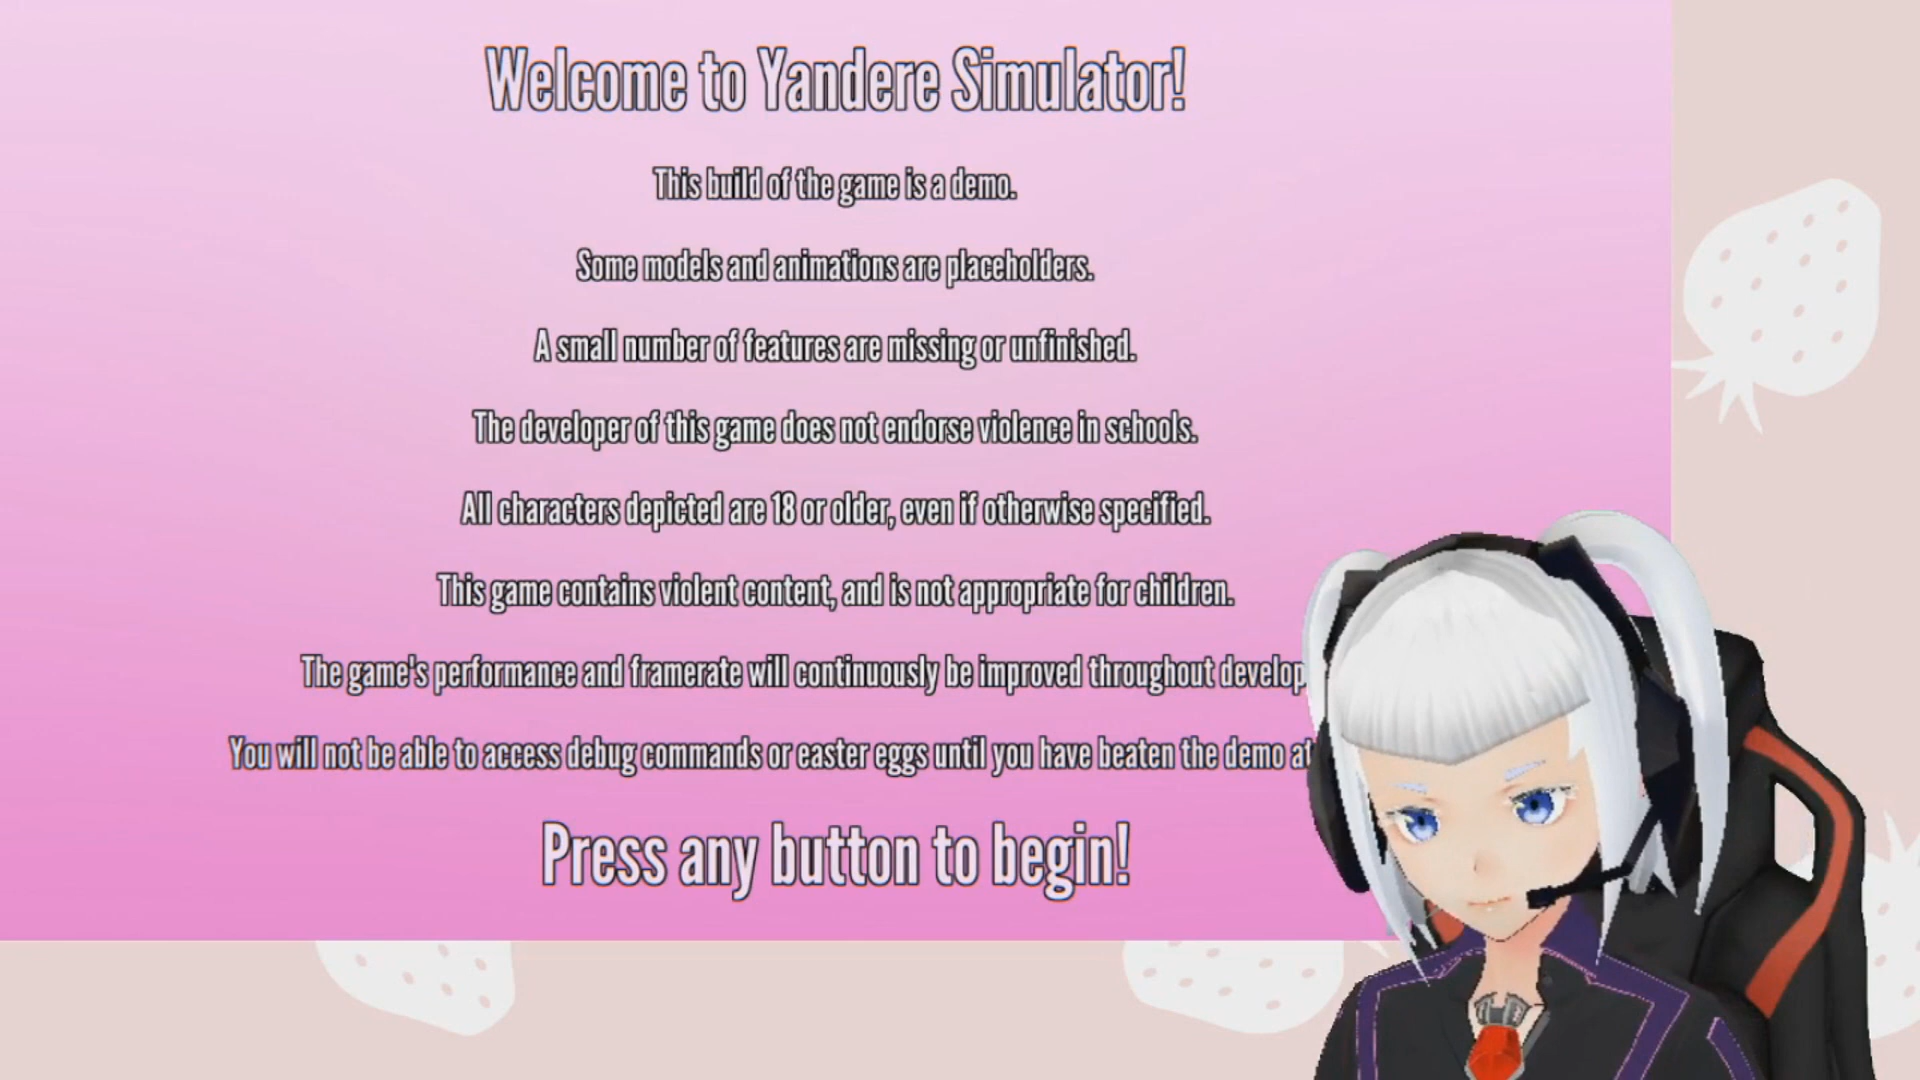 Welcome to Yandere Simulator!
This build of the game is a demo.
Some models and animations are placeholders.
A small number of features are missing or unfinished.
The developer of this game does not endorse violence in schools.
All characters depicted are 18 or older, even if otherwise specified.
This game contains violent content, and is not appropriate for children.
The game's performance and framerate will continuously be improved throughout develop
You will not be able to access debug commands or easter eggs until you have beaten the demo at
Press any button to begin!